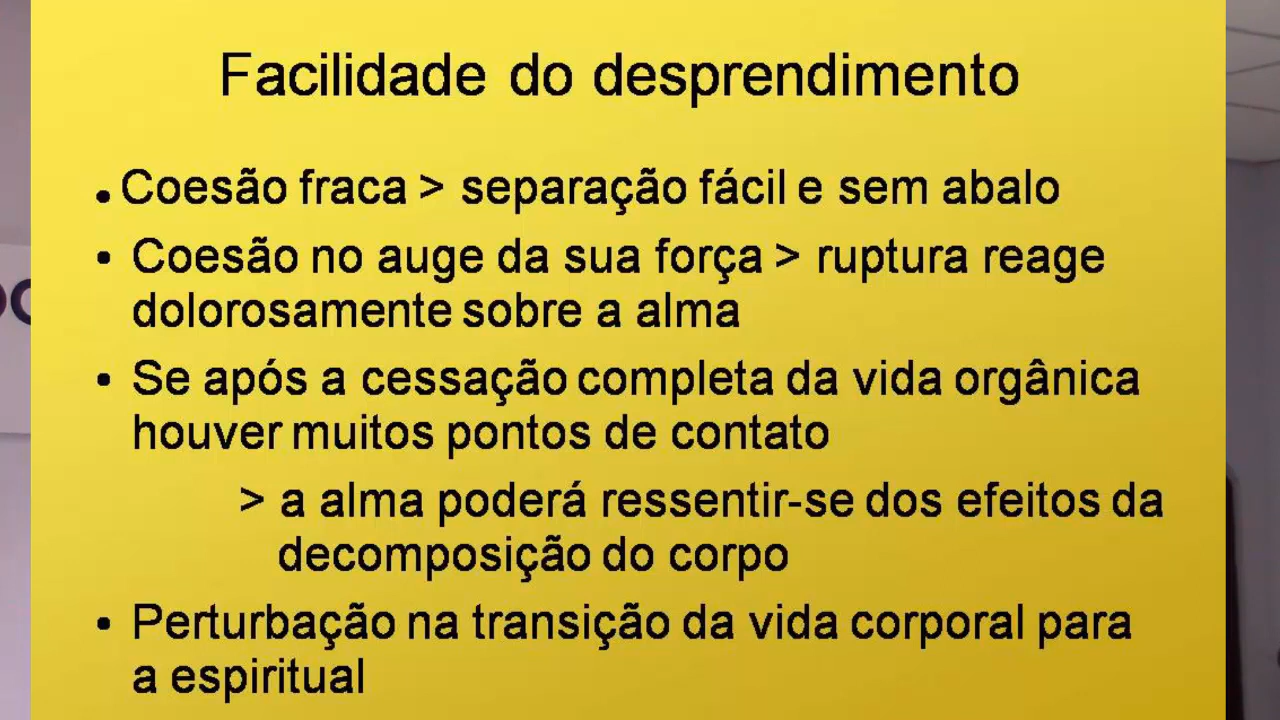 Facilidade do desprendimento
• Coesão fraca > separação fácil e sem abalo
• Coesão no auge da sua força > ruptura reage
dolorosamente sobre a alma
• Se após a cessação completa da vida orgânica
houver muitos pontos de contato
> a alma poderá ressentir-se dos efeitos da
decomposição do corpo
• Perturbação na transição da vida corporal para
a espiritual